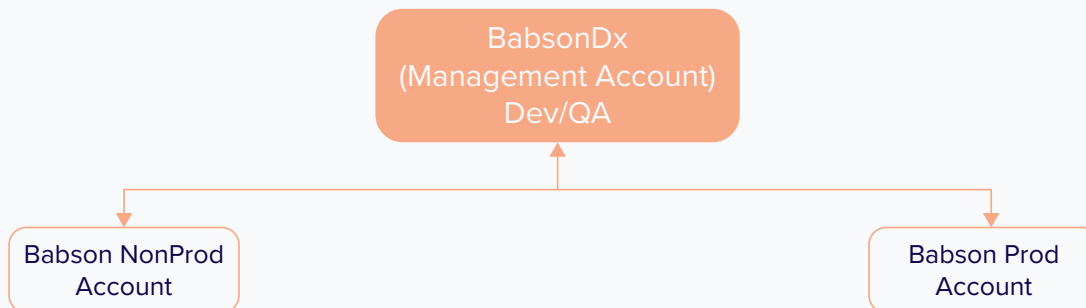 BabsonDx
(Management Account)
Dev/QA
Babson NonProd
Account
Babson Prod
Account